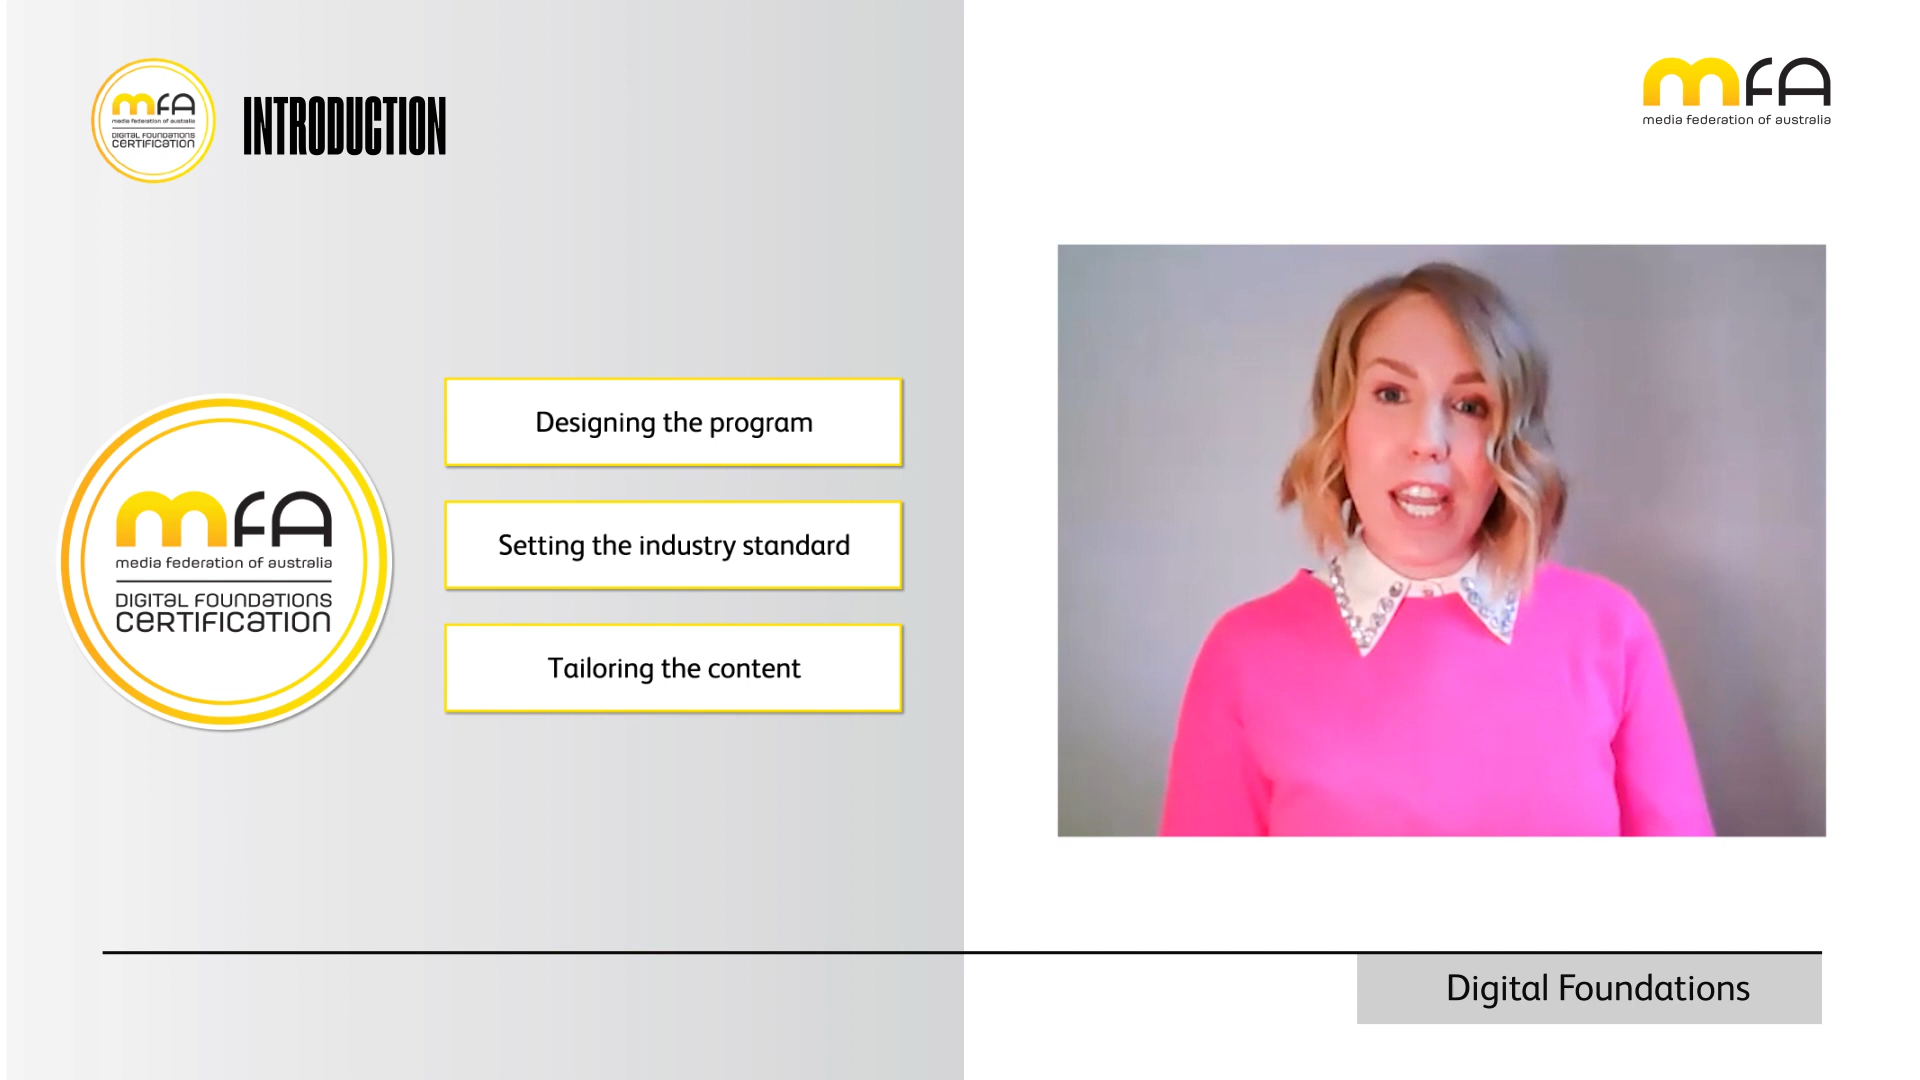 mfa
media federation of australia
DIGITAL FOUNDATIONS
CERTIFICATION
INTRODUCTION
mfa
media federation of australia
Designing the program
Setting the industry standard
Tailoring the content
mfa
media federation of australia
DIGITAL FOUNDATIONS
CERTIFICATION
Digital Foundations